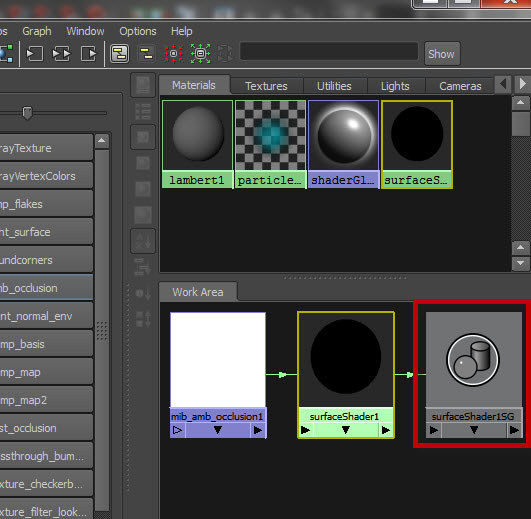 Graph Window Options Help
Show
Materials Textures Utilities Lights Cameras
lambert1 particle... shaderGl... surfaceS...
rayTexture
rayVertexColors
mp_flakes
nt_surface
undcorners
mb_occlusion
nt_normal_env
mp_basis
mp_map
mp_map2
st_occlusion
ssthrough_bum...
xture_checkerb...
xture_filter_look...
Work Area
mib_amb_occlusion1 surfaceShader1 surfaceShader1SG